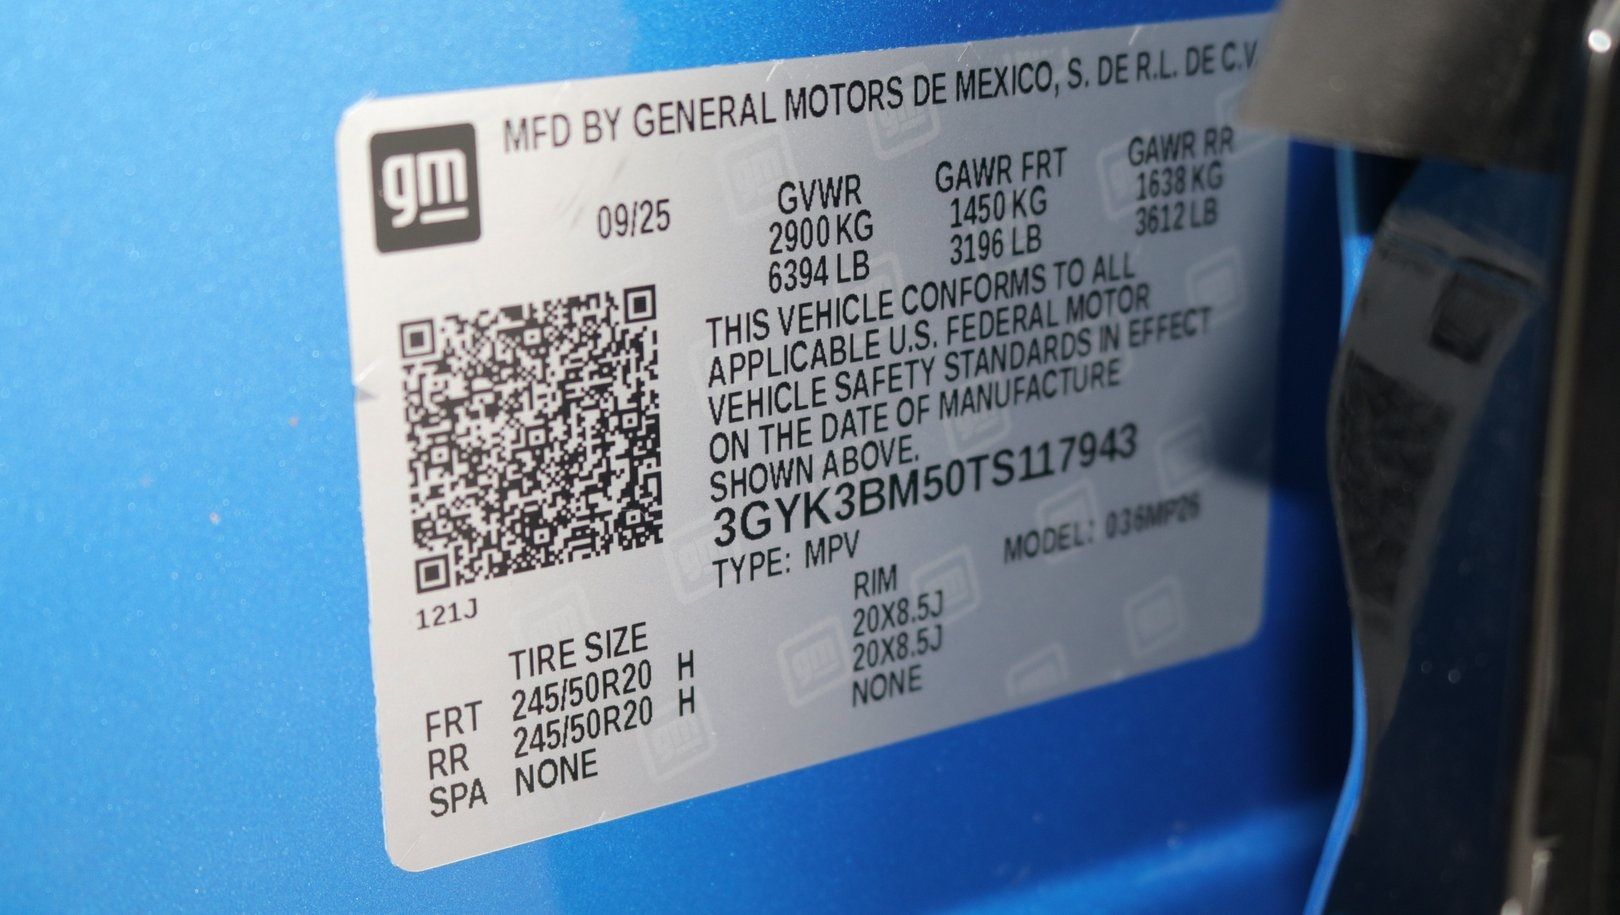 MFD BY GENERAL MOTORS DE MEXICO, S. DE R.L. DE C.V.
gm
09/25 GVWR GAWR FRT GAWR RR
2900 KG 1450 KG 1638 KG
6394 LB 3196 LB 3612 LB
THIS VEHICLE CONFORMS TO ALL
APPLICABLE U.S. FEDERAL MOTOR
VEHICLE SAFETY STANDARDS IN EFFECT
ON THE DATE OF MANUFACTURE
SHOWN ABOVE.
3GYK3BM50TS117943
TYPE: MPV MODEL: 036MP26
121J
TIRE SIZE RIM
FRT 245/50R20 H 20X8.5J
RR 245/50R20 H 20X8.5J
SPA NONE NONE